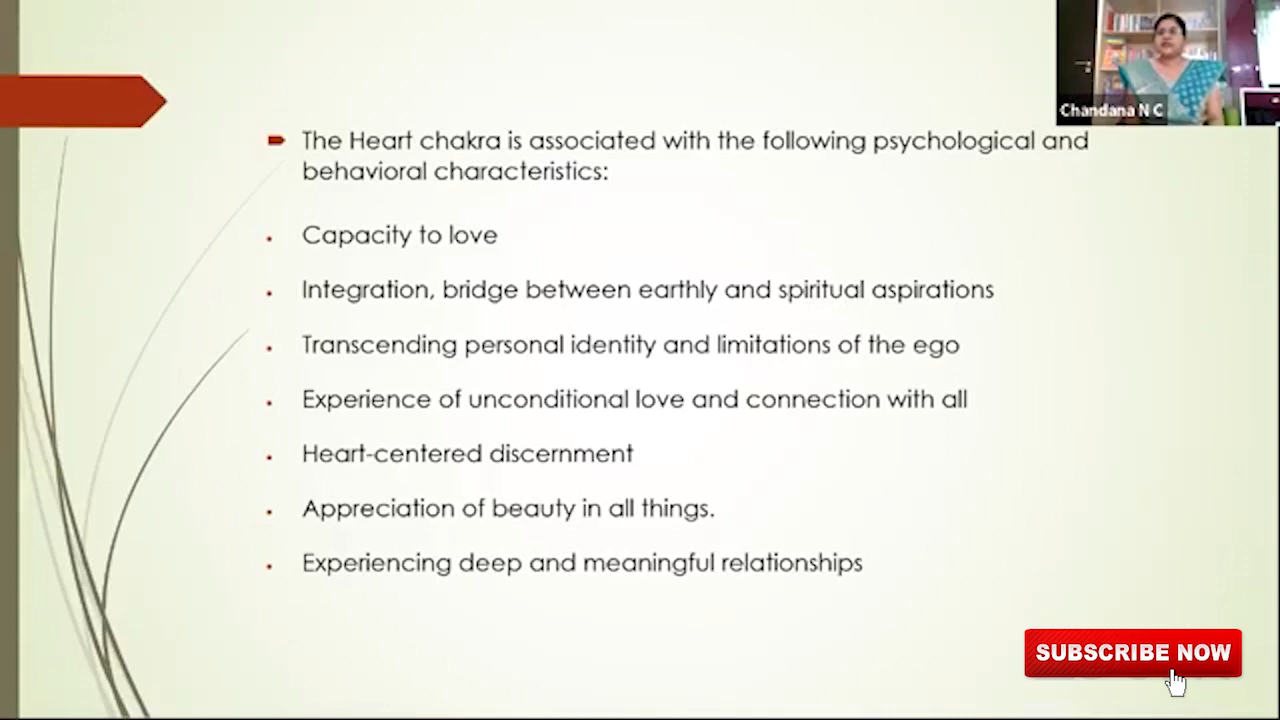 Chandana N C
The Heart chakra is associated with the following psychological and
behavioral characteristics:
Capacity to love
Integration, bridge between earthly and spiritual aspirations
Transcending personal identity and limitations of the ego
Experience of unconditional love and connection with all
Heart-centered discernment
Appreciation of beauty in all things.
Experiencing deep and meaningful relationships
SUBSCRIBE NOW